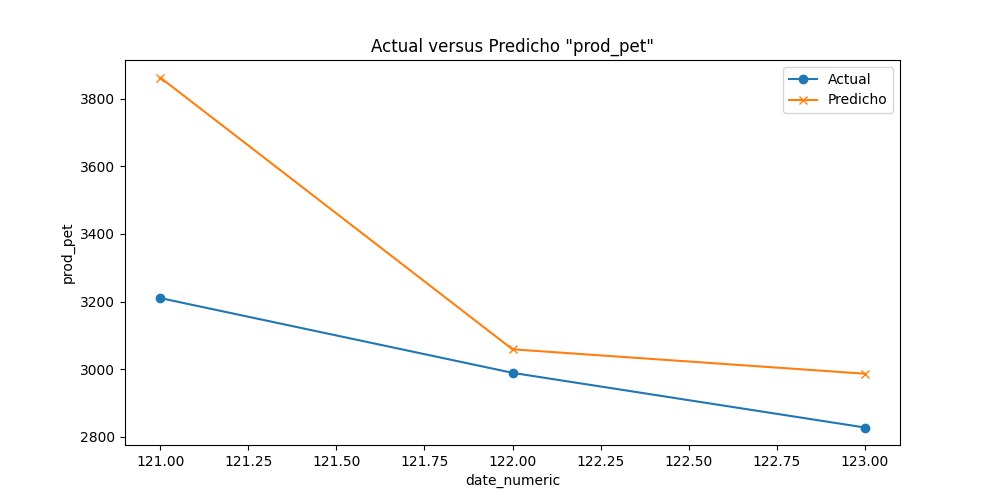 Actual versus Predicho "prod_pet"
Actual
Predicho
prod_pet
3800
3600
3400
3200
3000
2800
121.00 121.25 121.50 121.75 122.00 122.25 122.50 122.75 123.00
date_numeric